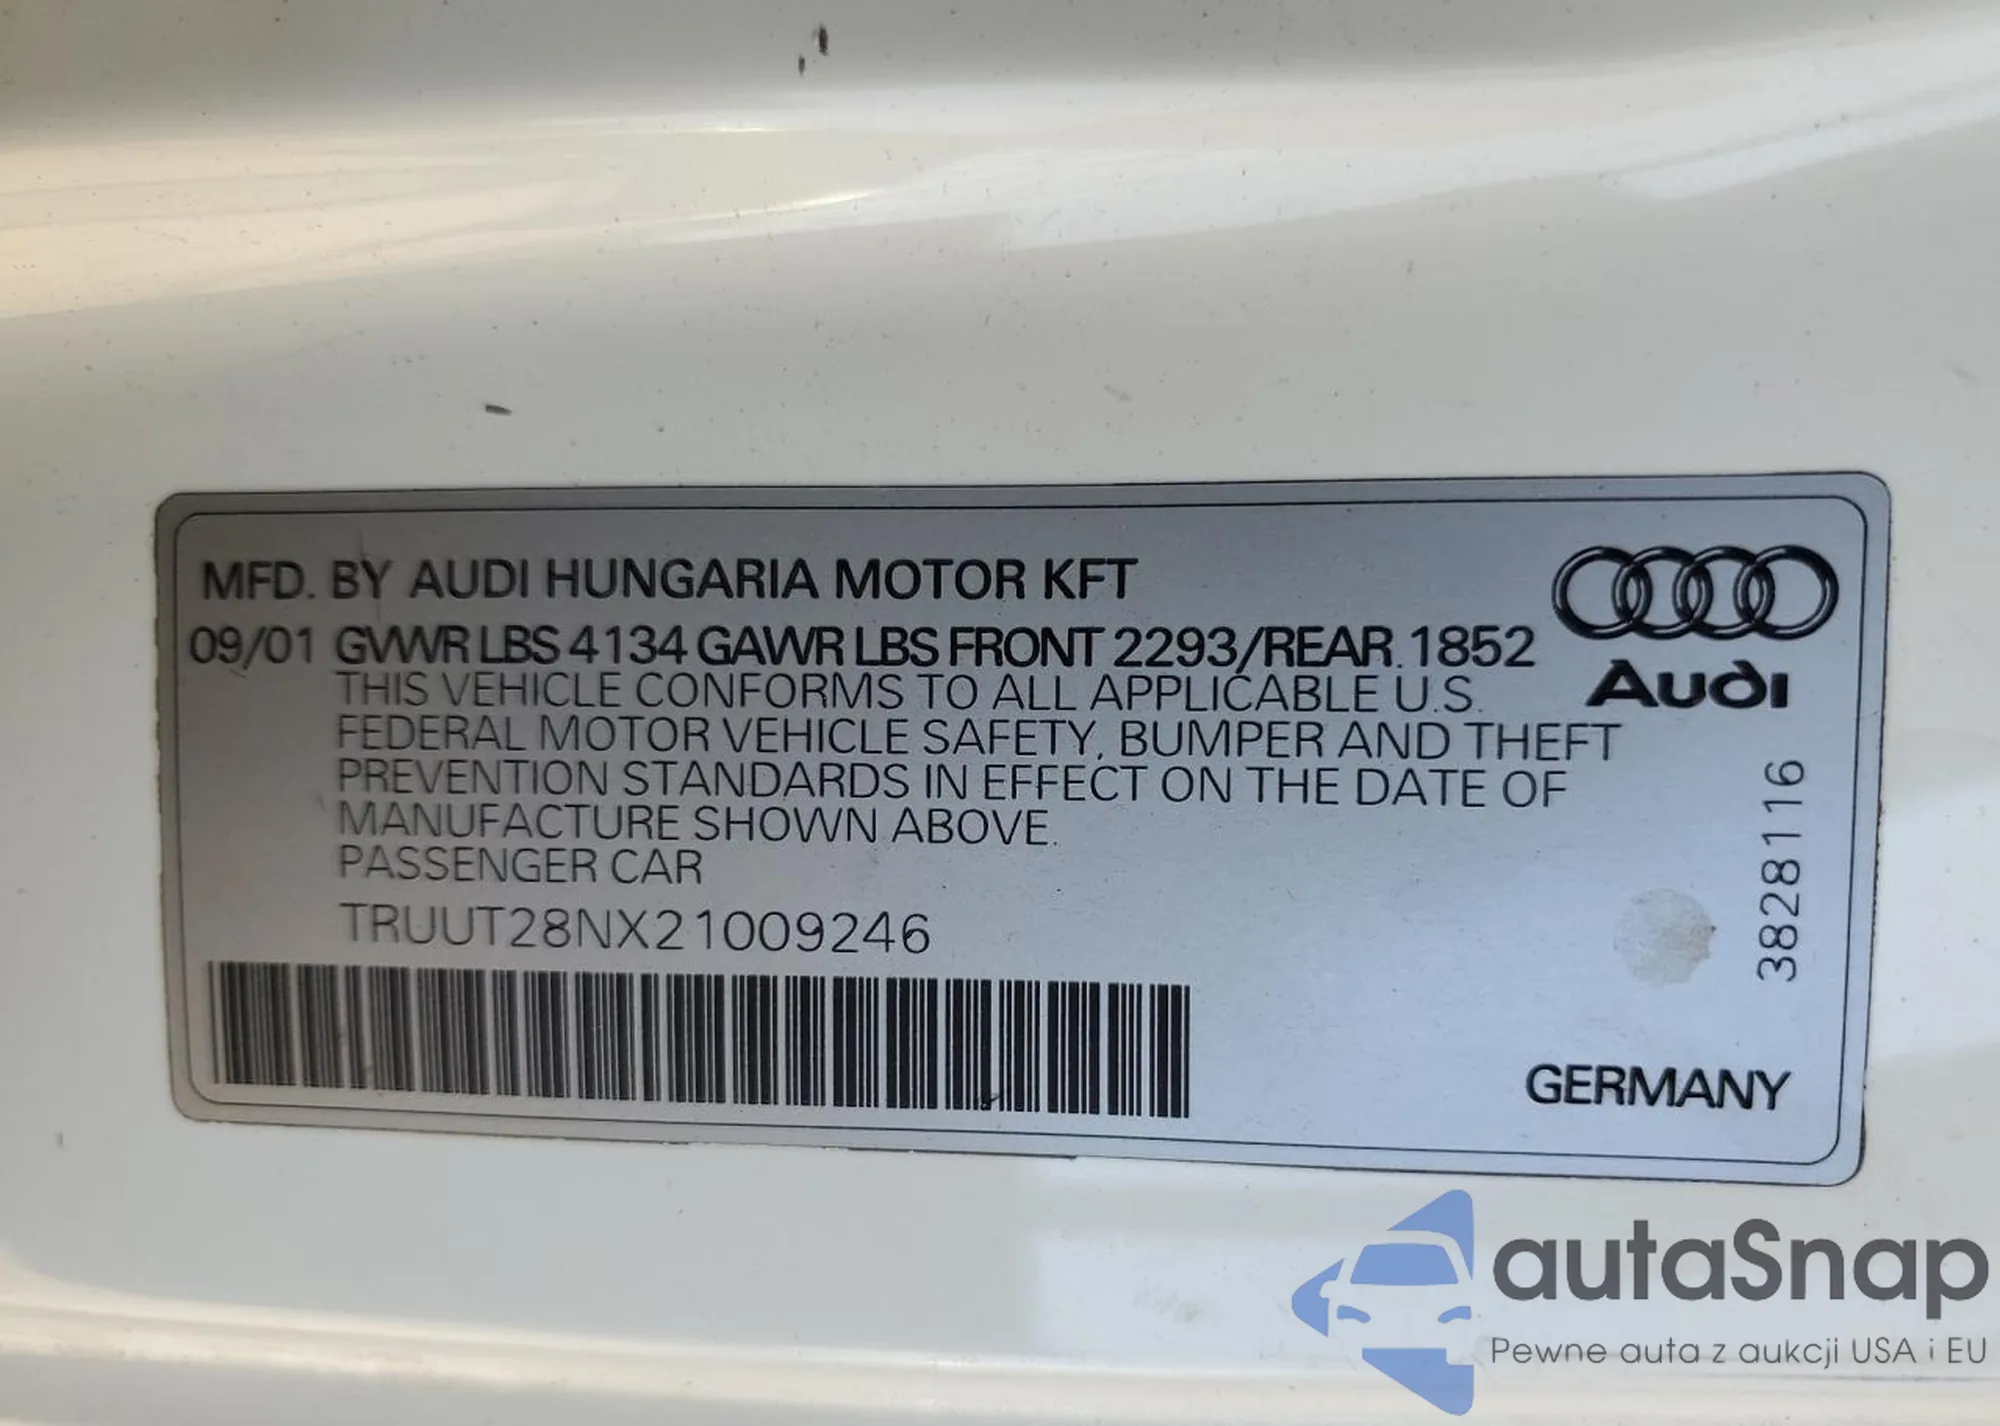 MFD. BY AUDI HUNGARIA MOTOR KFT
09/01 GVWR LBS 4134 GAWR LBS FRONT 2293/REAR. 1852
THIS VEHICLE CONFORMS TO ALL APPLICABLE U.S.
FEDERAL MOTOR VEHICLE SAFETY, BUMPER AND THEFT
PREVENTION STANDARDS IN EFFECT ON THE DATE OF
MANUFACTURE SHOWN ABOVE.
PASSENGER CAR
TRUUT28NX21009246
Audi
3828116
GERMANY
autaSnap
Pewne auta z aukcji USA i EU